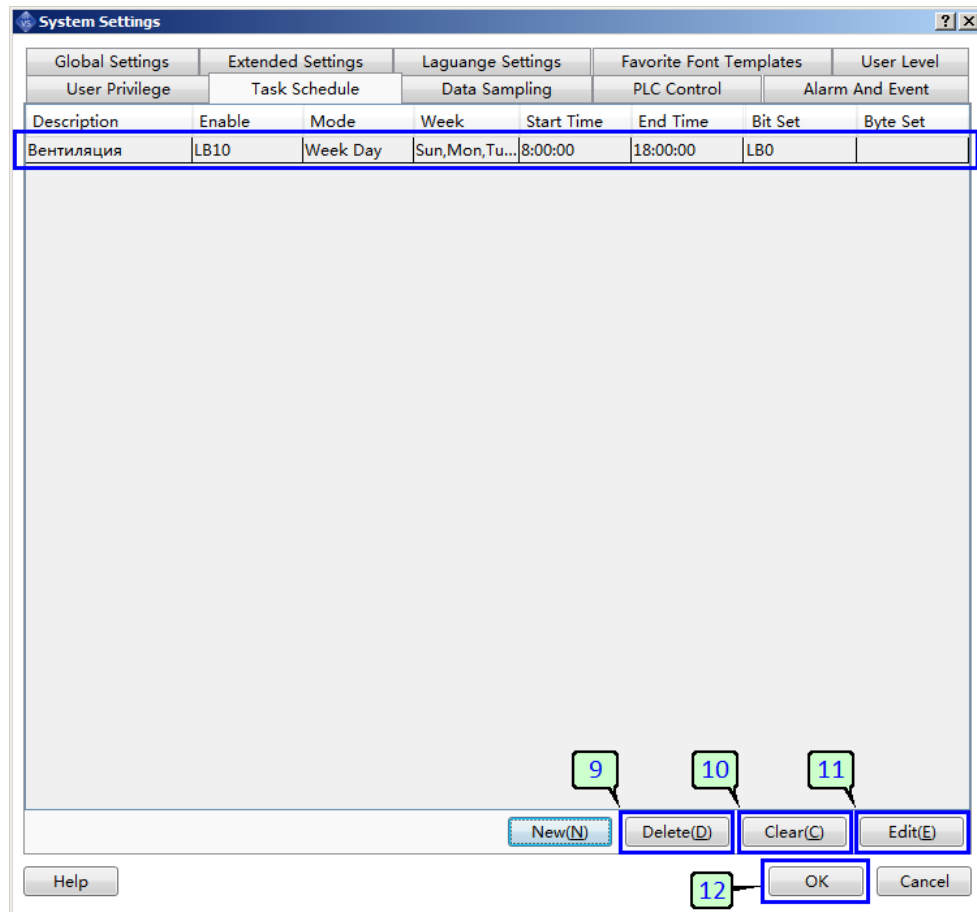 System Settings
Global Settings Extended Settings Laguange Settings Favorite Font Templates User Level
User Privilege Task Schedule Data Sampling PLC Control Alarm And Event
Description Enable Mode Week Start Time End Time Bit Set Byte Set
Вентиляция LB10 Week Day Sun,Mon,Tu... 8:00:00 18:00:00 LB0
9 10 11
New(N) Delete(D) Clear(C) Edit(E)
Help 12 OK Cancel